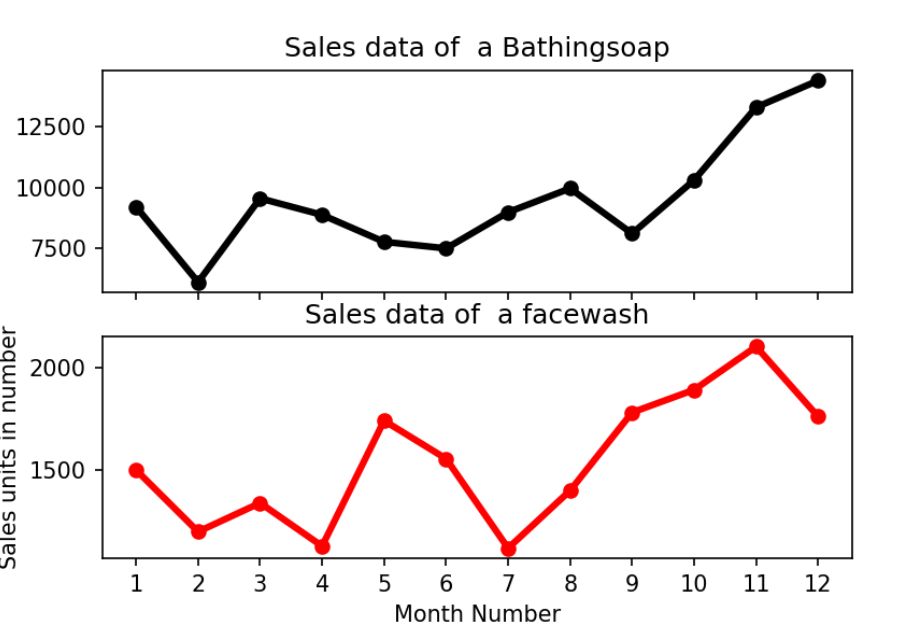 Sales data of  a Bathingsoap
12500
10000
7500
Sales data of  a facewash
Sales units in number
2000
1500
1 2 3 4 5 6 7 8 9 10 11 12
Month Number